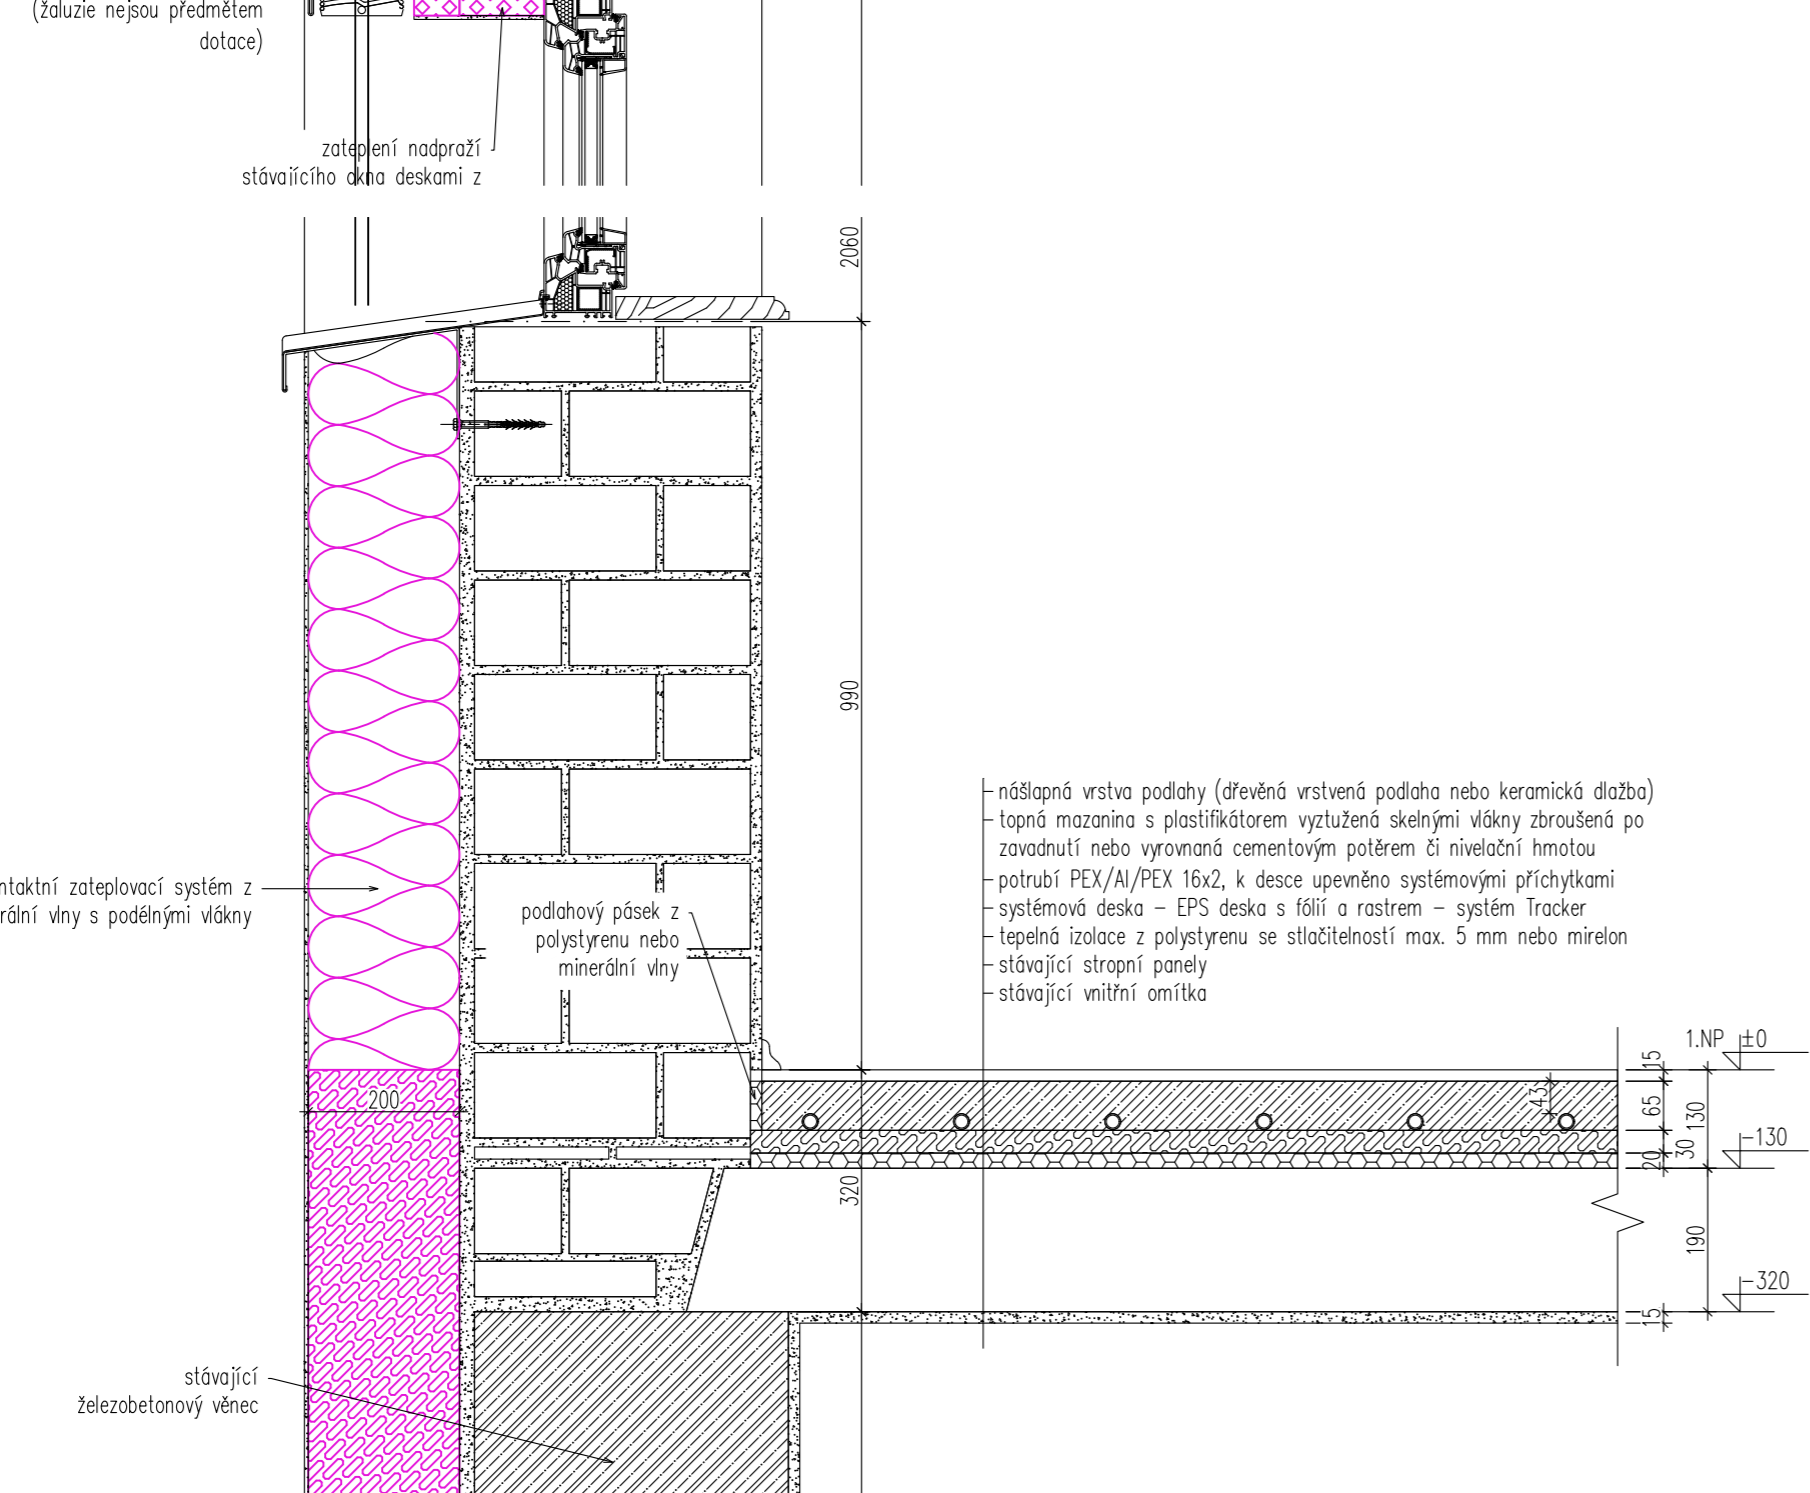 (žaluzie nejsou předmětem
dotace)
zateplení nadpraží
stávajícího okna deskami z
2060
990
nášlapná vrstva podlahy (dřevěná vrstvená podlaha nebo keramická dlažba)
topná mazanina s plastifikátorem vyztužená skelnými vlákny zbroušená po
zavadnutí nebo vyrovnaná cementovým potěrem či nivelační hmotou
potrubí PEX/Al/PEX 16x2, k desce upevněno systémovými příchytkami
systémová deska – EPS deska s fólií a rastrem – systém Tracker
tepelná izolace z polystyrenu se stlačitelností max. 5 mm nebo mirelon
stávající stropní panely
stávající vnitřní omítka
ntaktní zateplovací systém z
rální vlny s podélnými vlákny
podlahový pásek z
polystyrenu nebo
minerální vlny
1.NP ±0
15
200
43
65
130
-130
30
20
320
190
-320
15
stávající
železobetonový věnec